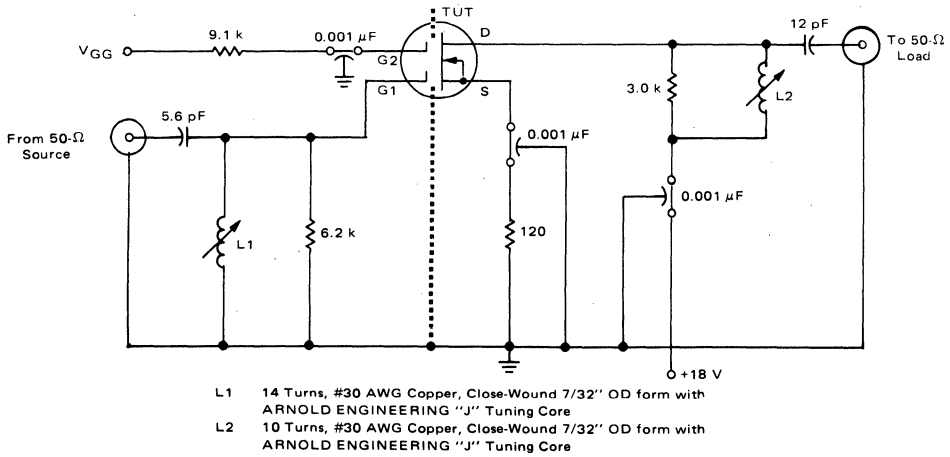 TUT
9.1 k
0.001 µF
D
12 pF
VGG
G2
To 50-Ω
Load
G1
S
3.0 k
L2
5.6 pF
From 50-Ω
Source
0.001 µF
0.001 µF
L1
6.2 k
120
+18 V
L1 14 Turns, #30 AWG Copper, Close-Wound 7/32'' OD form with
ARNOLD ENGINEERING "J" Tuning Core
L2 10 Turns, #30 AWG Copper, Close-Wound 7/32'' OD form with
ARNOLD ENGINEERING "J" Tuning Core